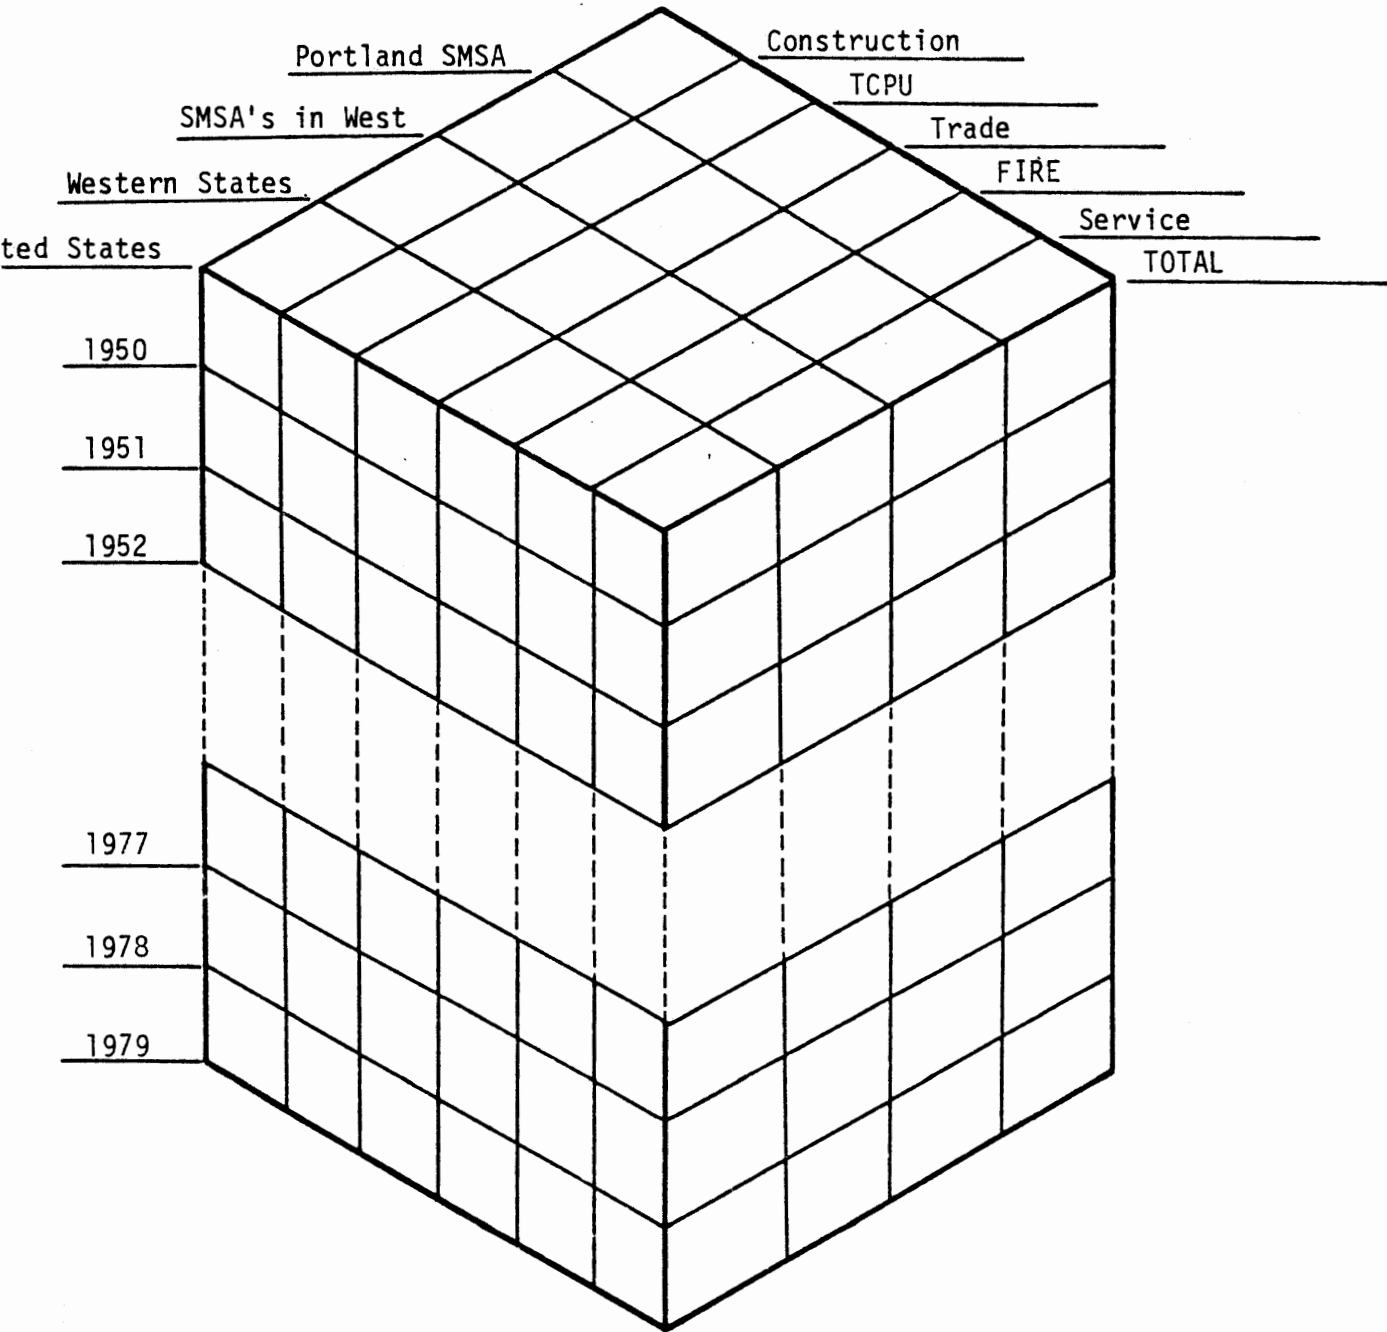 Portland SMSA
SMSA's in West
Western States
ted States
Construction
TCPU
Trade
FIRE
Service
TOTAL
1950
1951
1952
1977
1978
1979